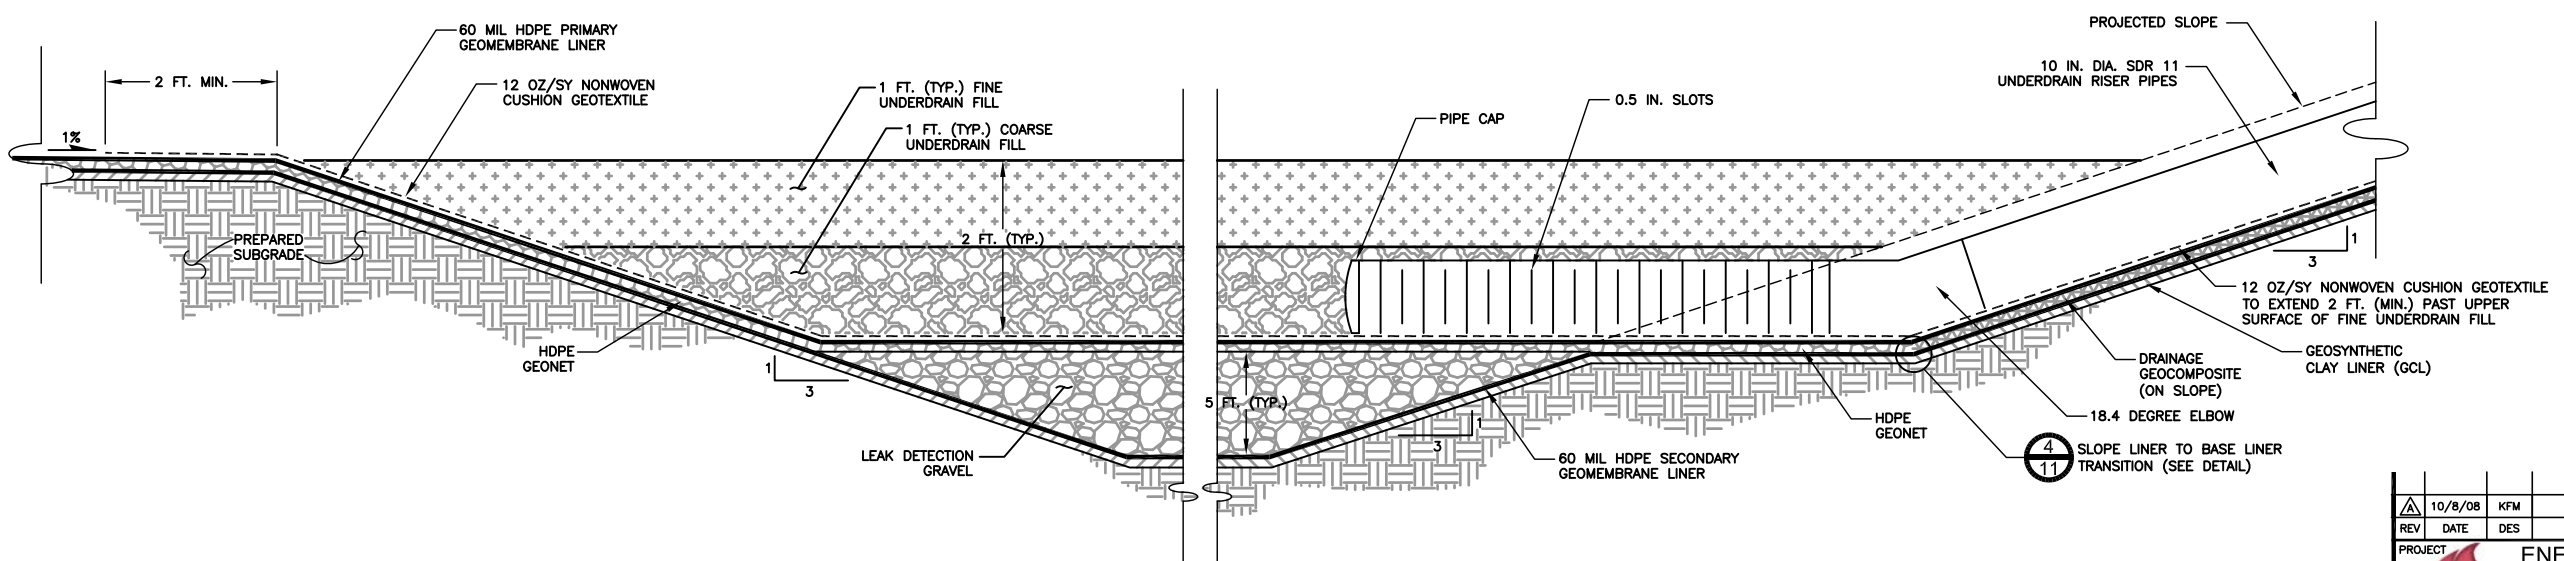 60 MIL HDPE PRIMARY
GEOMEMBRANE LINER
2 FT. MIN.
12 OZ/SY NONWOVEN
CUSHION GEOTEXTILE
1 FT. (TYP.) FINE
UNDERDRAIN FILL
1 FT. (TYP.) COARSE
UNDERDRAIN FILL
1%
PREPARED
SUBGRADE
2 FT. (TYP.)
HDPE
GEONET
1
3
LEAK DETECTION
GRAVEL
PIPE CAP
0.5 IN. SLOTS
PROJECTED SLOPE
10 IN. DIA. SDR 11
UNDERDRAIN RISER PIPES
1
3
12 OZ/SY NONWOVEN CUSHION GEOTEXTILE
TO EXTEND 2 FT. (MIN.) PAST UPPER
SURFACE OF FINE UNDERDRAIN FILL
GEOSYNTHETIC
CLAY LINER (GCL)
DRAINAGE
GEOCOMPOSITE
(ON SLOPE)
18.4 DEGREE ELBOW
HDPE
GEONET
5 FT. (TYP.)
1
3
60 MIL HDPE SECONDARY
GEOMEMBRANE LINER
4
11
SLOPE LINER TO BASE LINER
TRANSITION (SEE DETAIL)
A 10/8/08 KFM
REV DATE DES
PROJECT